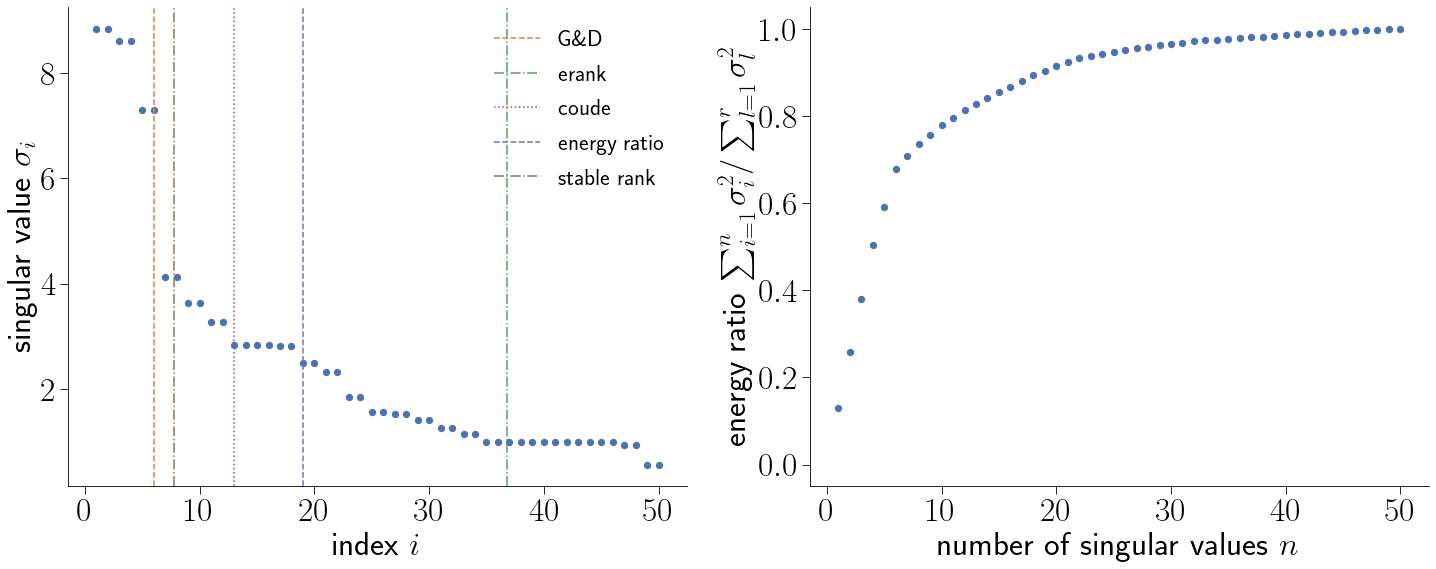 singular value σ_i
8
6
4
2
0 10 20 30 40 50
index i
G&D
erank
coude
energy ratio
stable rank
energy ratio ∑_{i=1}^{n} σ_i^2 / ∑_{l=1}^{r} σ_l^2
1.0
0.8
0.6
0.4
0.2
0.0
0 10 20 30 40 50
number of singular values n